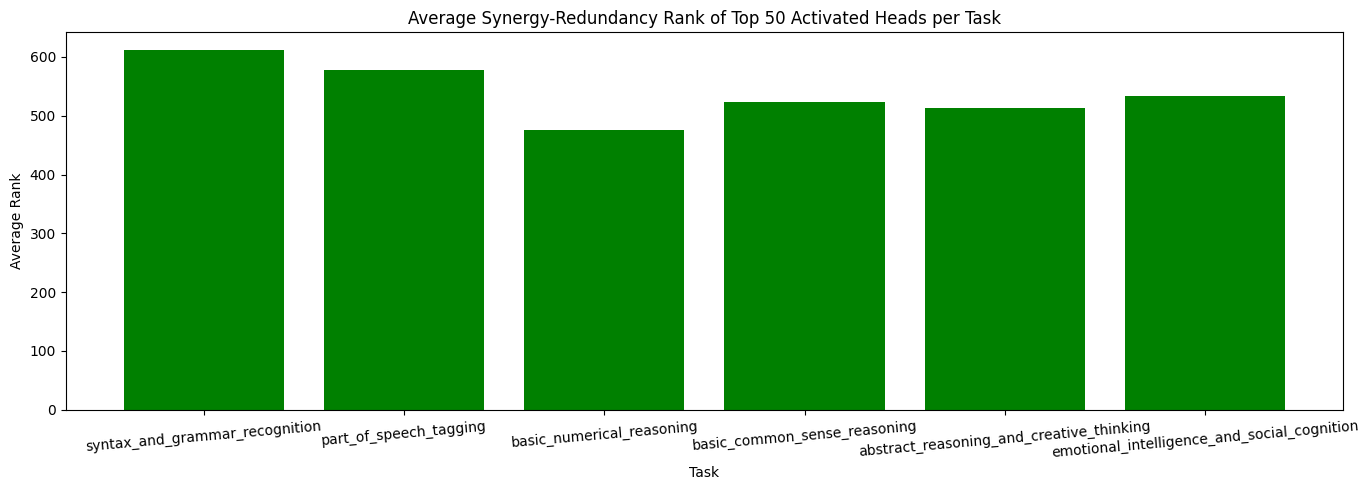 Average Synergy-Redundancy Rank of Top 50 Activated Heads per Task
600
500
400
300
200
100
0
Average Rank
syntax_and_grammar_recognition
part_of_speech_tagging
basic_numerical_reasoning
basic_common_sense_reasoning
abstract_reasoning_and_creative_thinking
emotional_intelligence_and_social_cognition
Task